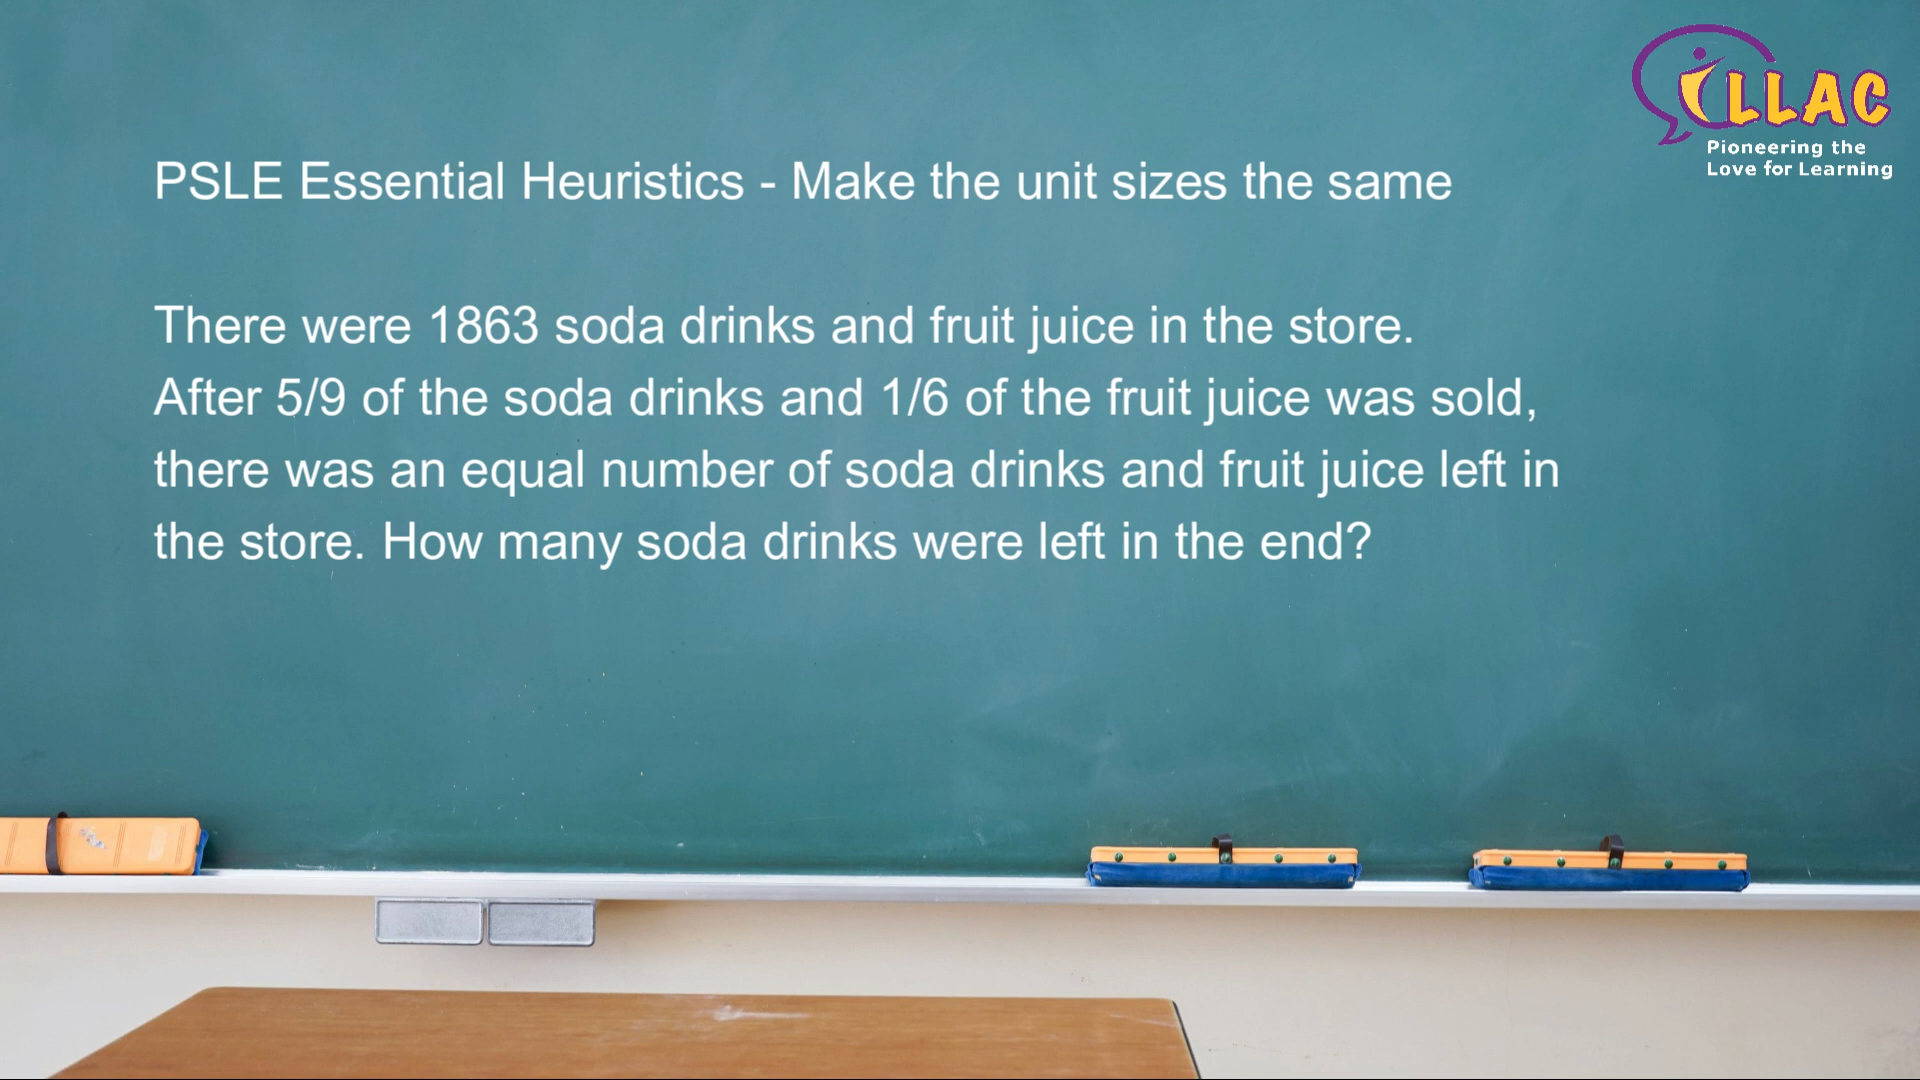 iLLAC
Pioneering the
Love for Learning
PSLE Essential Heuristics - Make the unit sizes the same
There were 1863 soda drinks and fruit juice in the store.
After 5/9 of the soda drinks and 1/6 of the fruit juice was sold,
there was an equal number of soda drinks and fruit juice left in
the store. How many soda drinks were left in the end?